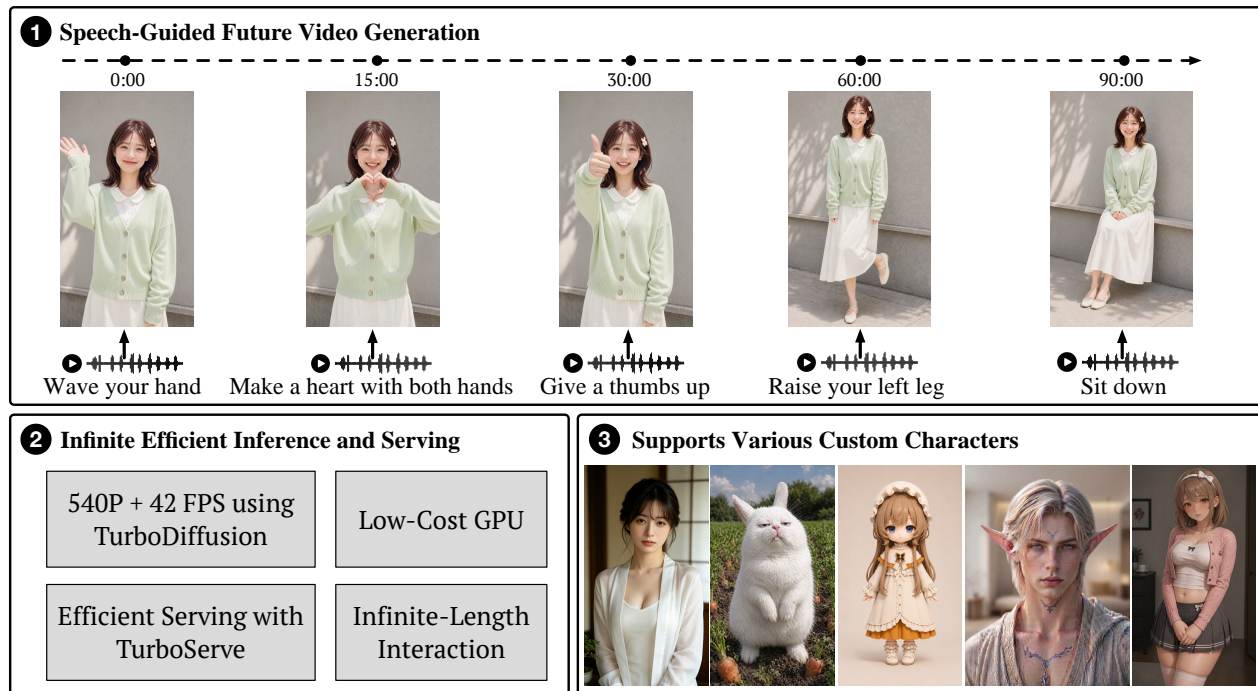 1 Speech-Guided Future Video Generation
0:00 15:00 30:00 60:00 90:00
Wave your hand
Make a heart with both hands
Give a thumbs up
Raise your left leg
Sit down
2 Infinite Efficient Inference and Serving
540P + 42 FPS using
TurboDiffusion
Low-Cost GPU
Efficient Serving with
TurboServe
Infinite-Length
Interaction
3 Supports Various Custom Characters